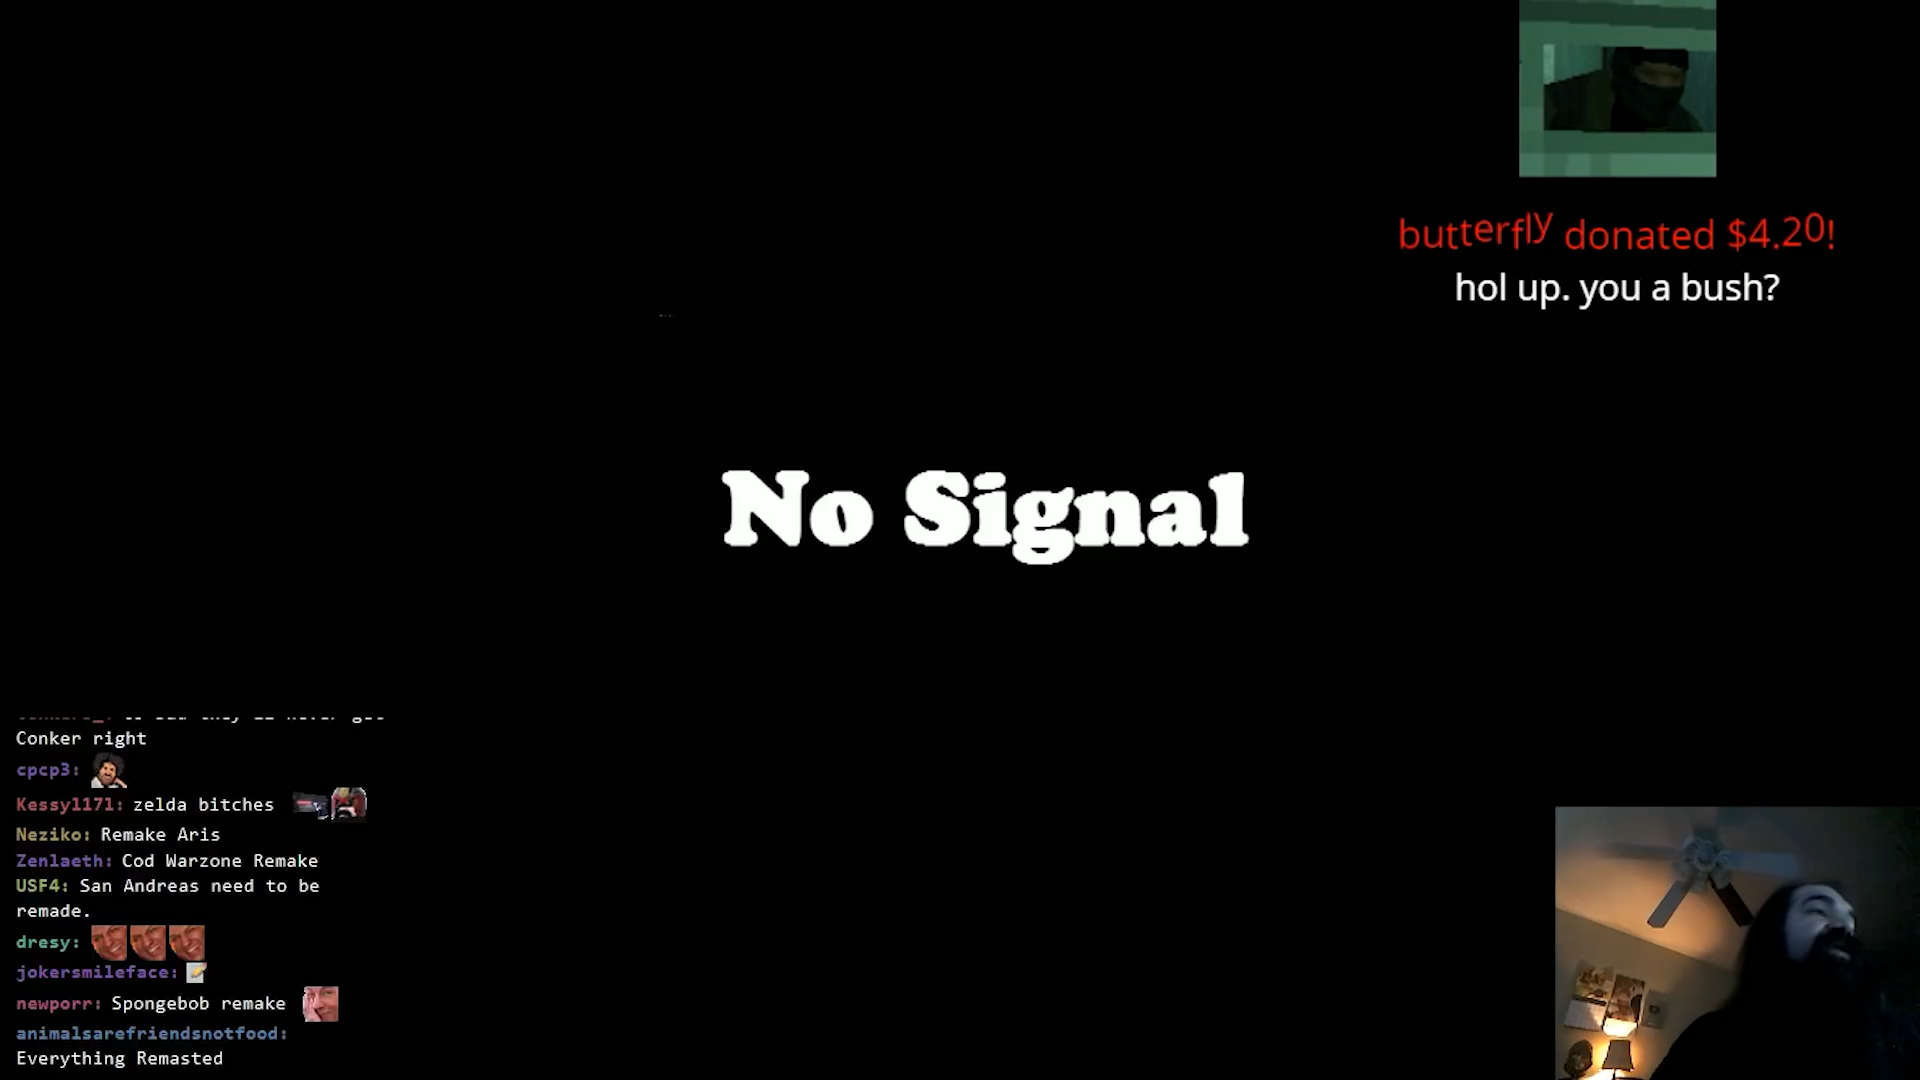 butterfly donated $4.20!
hol up. you a bush?
No Signal
Conker right
cpcp3:
Kessy1171: zelda bitches
Neziko: Remake Aris
Zenlaeth: Cod Warzone Remake
USF4: San Andreas need to be
remade.
dresy:
jokersmileface:
newporr: Spongebob remake
animalsarefriendsnotfood:
Everything Remasted